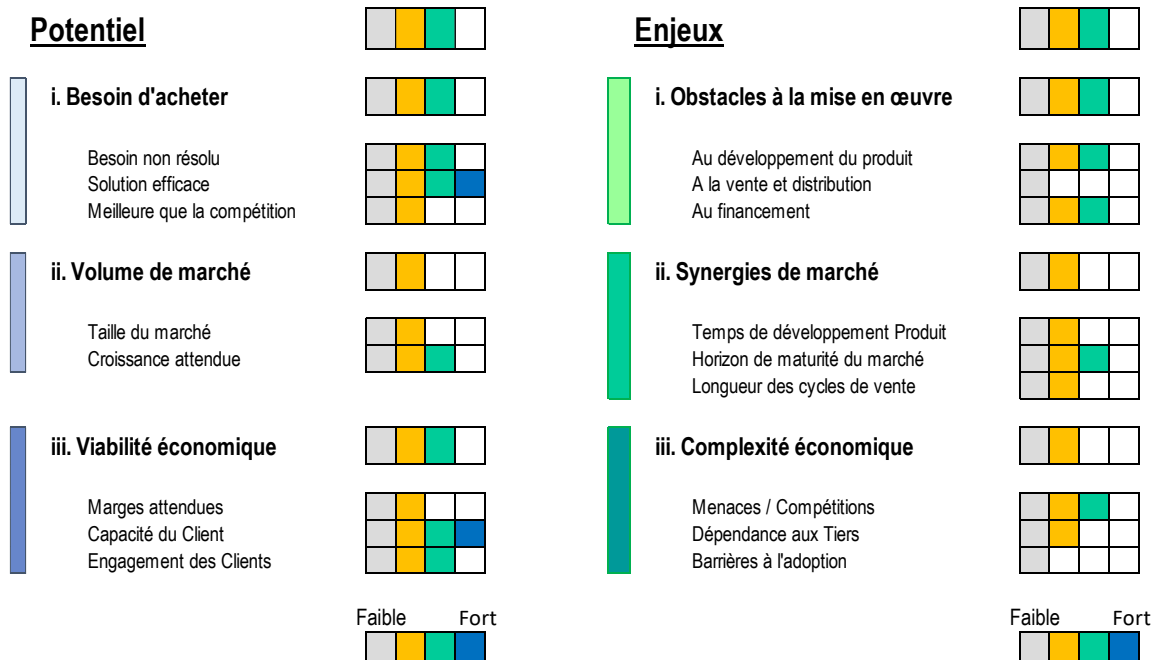 Potentiel
i. Besoin d'acheter
Besoin non résolu
Solution efficace
Meilleure que la compétition
ii. Volume de marché
Taille du marché
Croissance attendue
iii. Viabilité économique
Marges attendues
Capacité du Client
Engagement des Clients
Faible Fort
Enjeux
i. Obstacles à la mise en œuvre
Au développement du produit
A la vente et distribution
Au financement
ii. Synergies de marché
Temps de développement Produit
Horizon de maturité du marché
Longueur des cycles de vente
iii. Complexité économique
Menaces / Compétitions
Dépendance aux Tiers
Barrières à l'adoption
Faible Fort